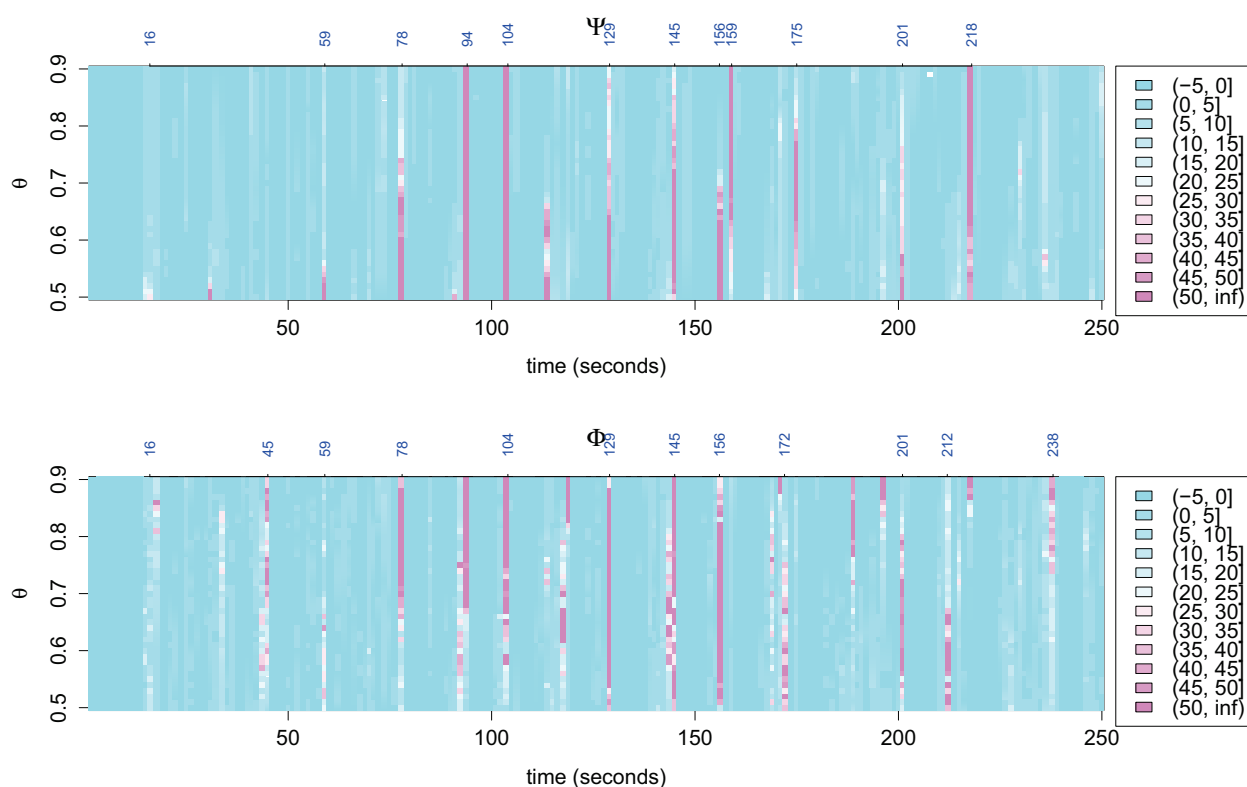 Ψ
16 59 78 94 104 129 145 156 159 175 201 218
0.9
0.8
0.7
0.6
0.5
θ
50 100 150 200 250
time (seconds)
(−5, 0]
(0, 5]
(5, 10]
(10, 15]
(15, 20]
(20, 25]
(25, 30]
(30, 35]
(35, 40]
(40, 45]
(45, 50]
(50, inf)
Φ
16 45 59 78 104 129 145 156 172 201 212 238
0.9
0.8
0.7
0.6
0.5
θ
50 100 150 200 250
time (seconds)
(−5, 0]
(0, 5]
(5, 10]
(10, 15]
(15, 20]
(20, 25]
(25, 30]
(30, 35]
(35, 40]
(40, 45]
(45, 50]
(50, inf)